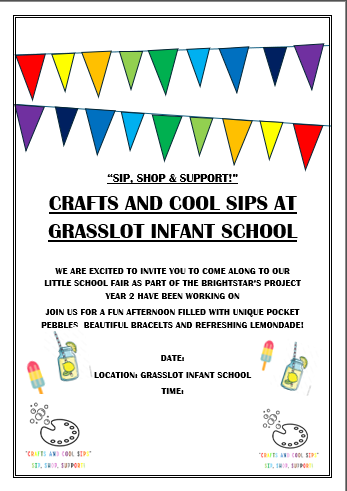 “SIP, SHOP & SUPPORT!”
CRAFTS AND COOL SIPS AT
GRASSLOT INFANT SCHOOL
WE ARE EXCITED TO INVITE YOU TO COME ALONG TO OUR
LITTLE SCHOOL FAIR AS PART OF THE BRIGHTSTAR'S PROJECT
YEAR 2 HAVE BEEN WORKING ON
JOIN US FOR A FUN AFTERNOON FILLED WITH UNIQUE POCKET
PEBBLES, BEAUTIFUL BRACELTS AND REFRESHING LEMONDADE!
DATE:
LOCATION: GRASSLOT INFANT SCHOOL
TIME:
"CRAFTS AND COOL SIPS"
SIP, SHOP, SUPPORT!
"CRAFTS AND COOL SIPS"
SIP, SHOP, SUPPORT!